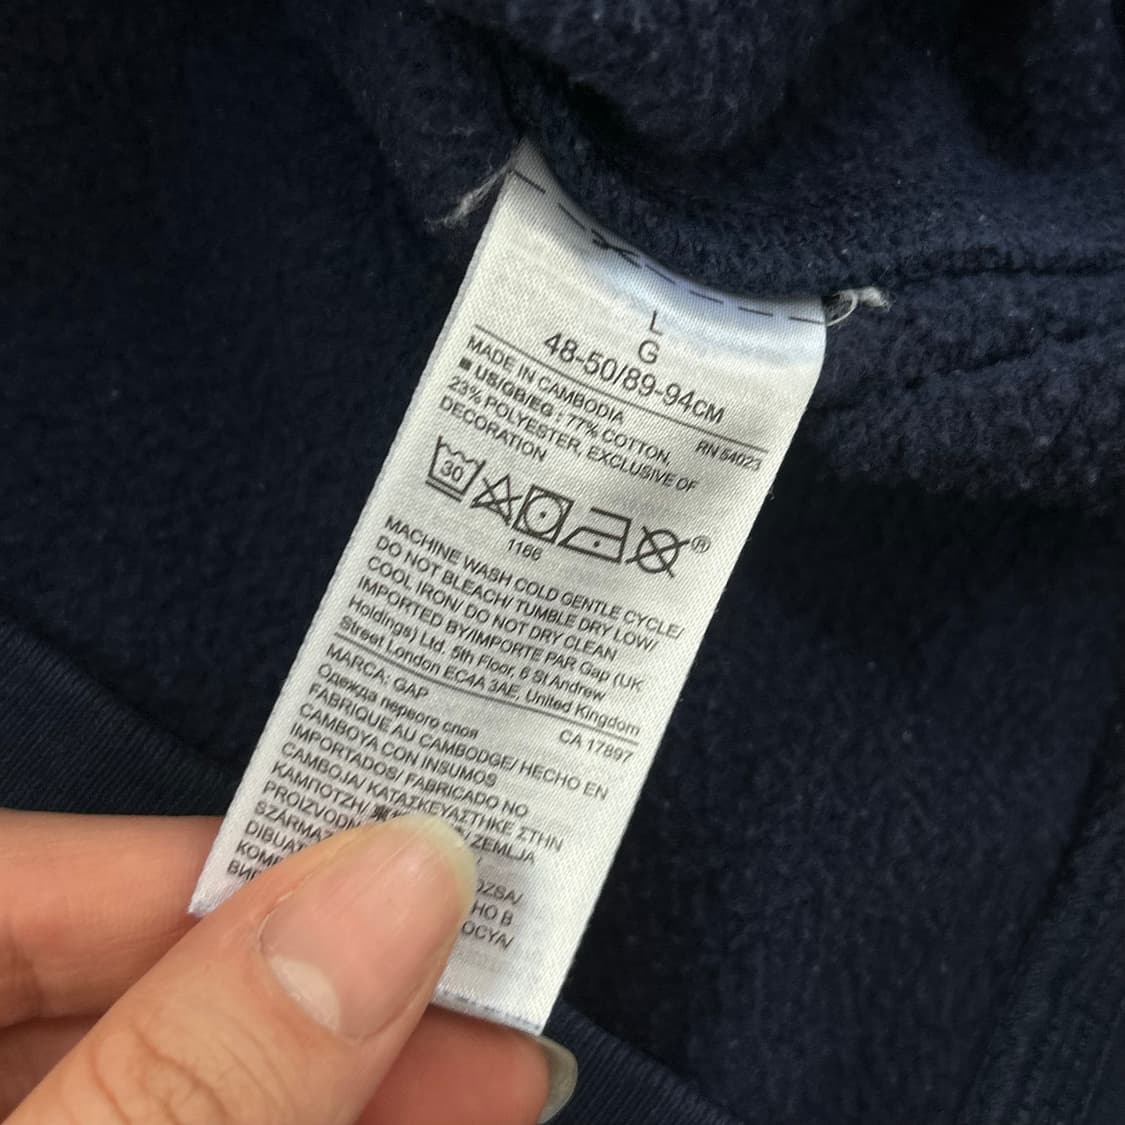 L
G
48-50/89-94CM
MADE IN CAMBODIA RN 54023
■ US/GB/EG : 77% COTTON,
23% POLYESTER, EXCLUSIVE OF
DECORATION
30
1166
®
MACHINE WASH COLD GENTLE CYCLE/
DO NOT BLEACH/ TUMBLE DRY LOW/
COOL IRON/ DO NOT DRY CLEAN
IMPORTED BY/IMPORTE PAR Gap (UK
Holdings) Ltd. 5th Floor, 6 St Andrew
Street London EC4A 3AE, United Kingdom
MARCA: GAP CA 17897
Одежда первого слоя
FABRIQUE AU CAMBODGE/ HECHO EN
CAMBOYA CON INSUMOS
IMPORTADOS/ FABRICADO NO
CAMBOJA/ ΚΑΤΑΣΚΕΥΑΣΤΗΚΕ ΣΤΗΝ
ΚΑΜΠΟΤΖΗ/ ZEMLJA